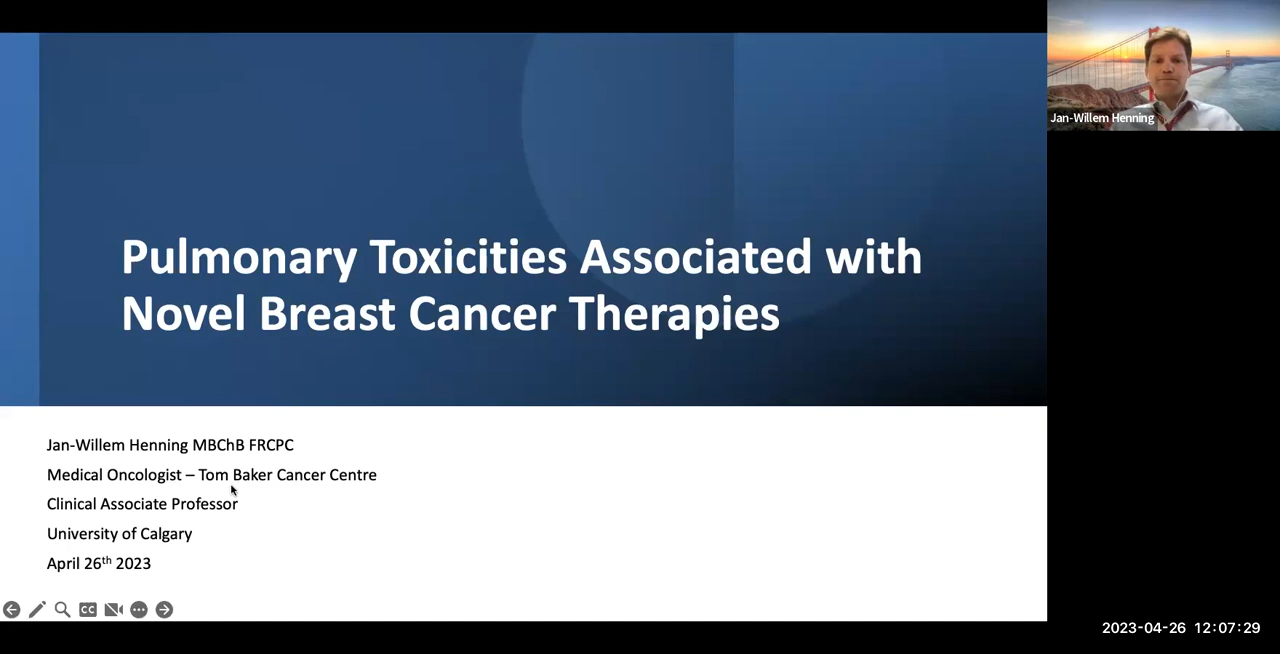 Pulmonary Toxicities Associated with
Novel Breast Cancer Therapies
Jan-Willem Henning MBChB FRCPC
Medical Oncologist – Tom Baker Cancer Centre
Clinical Associate Professor
University of Calgary
April 26th 2023
CC
Jan-Willem Henning
2023-04-26 12:07:29